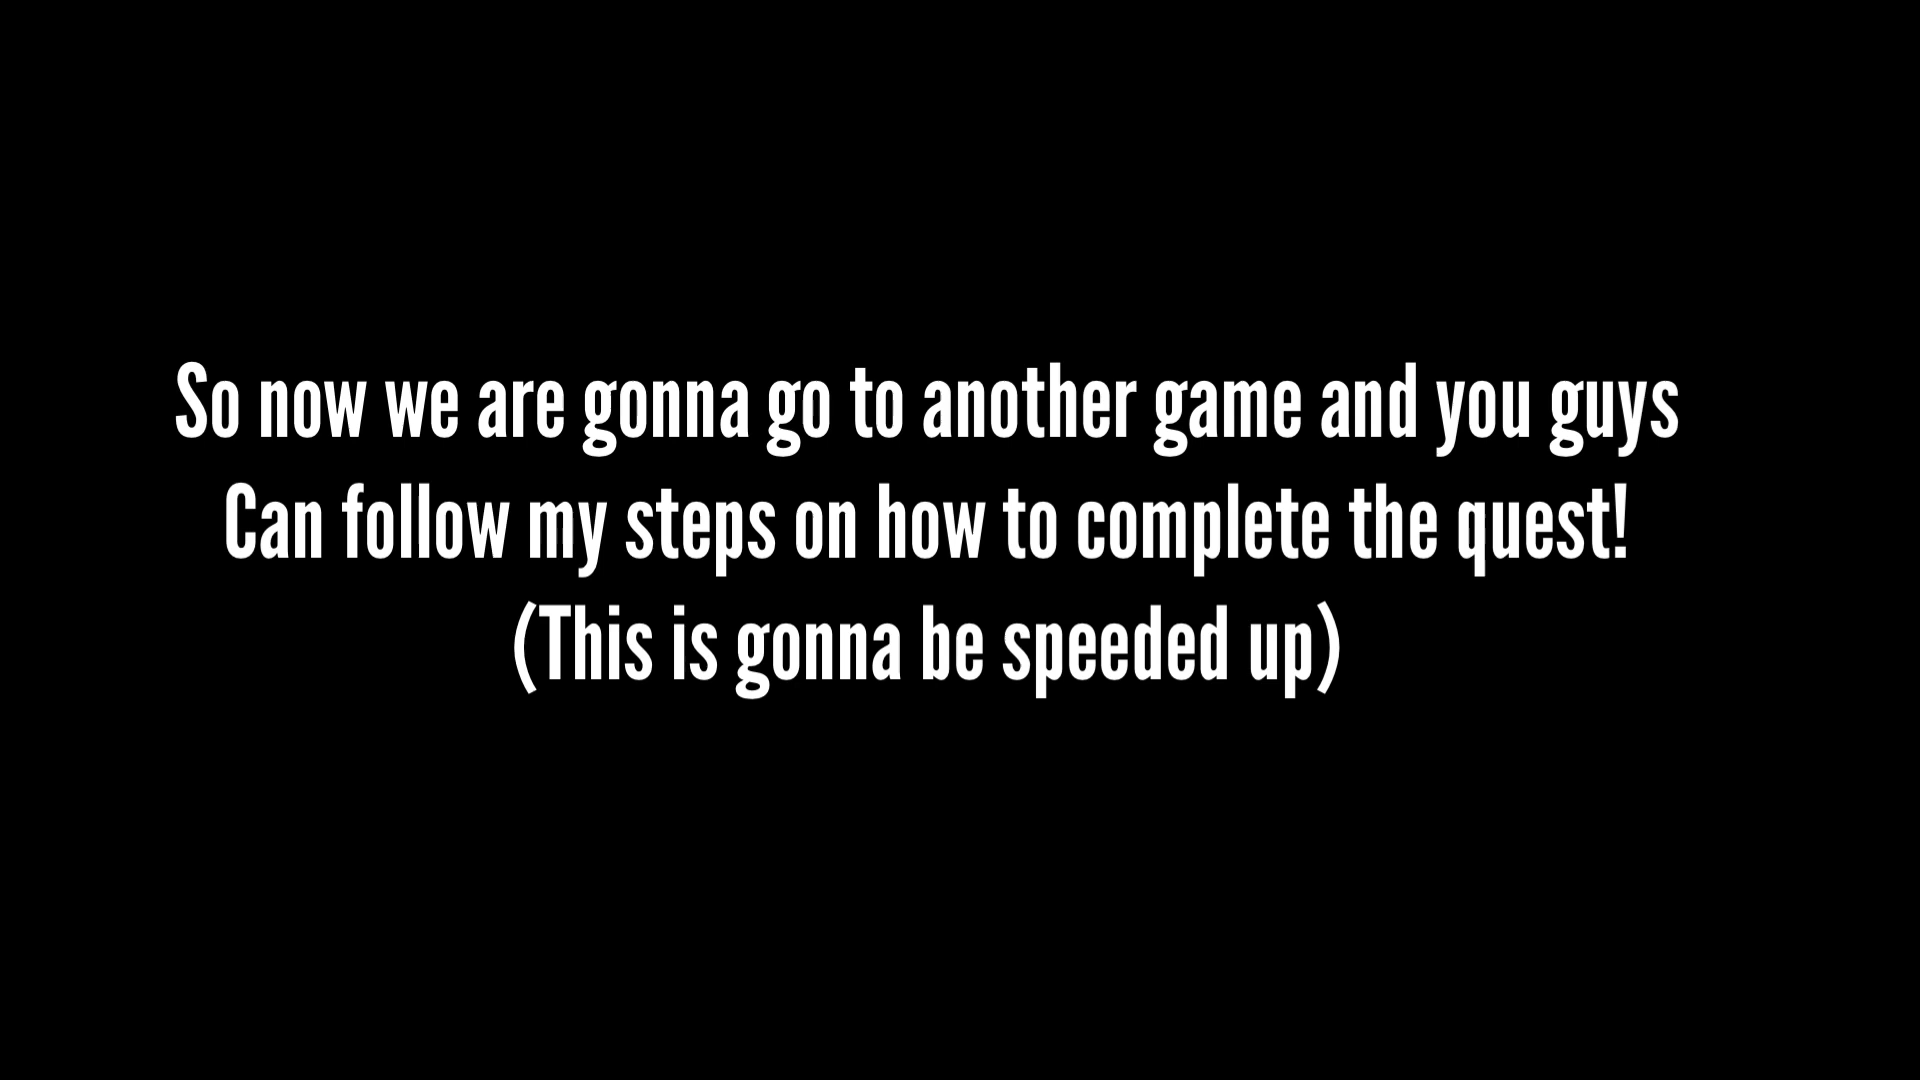 So now we are gonna go to another game and you guys
Can follow my steps on how to complete the quest!
(This is gonna be speeded up)